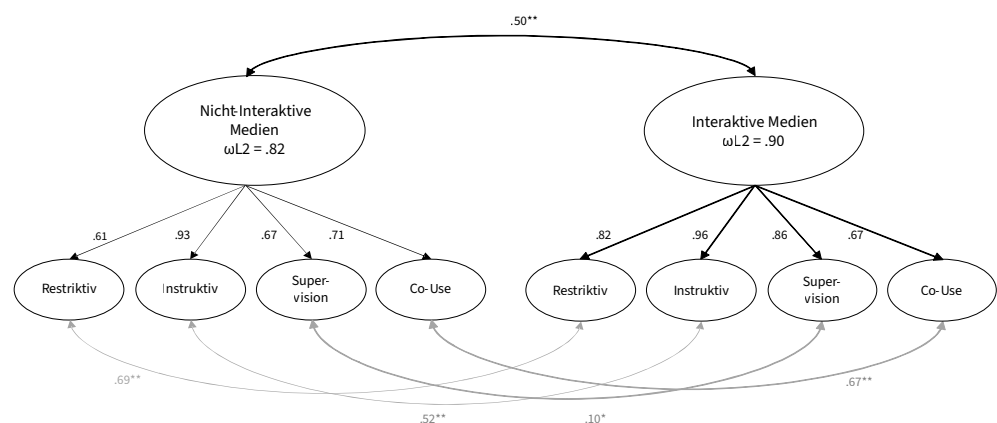 .50**
Nicht-Interaktive
Medien
ωL2 = .82
Interaktive Medien
ωL2 = .90
.61
.93
.67
.71
.82
.96
.86
.67
Restriktiv
Instruktiv
Super-
vision
Co-Use
Restriktiv
Instruktiv
Super-
vision
Co-Use
.69**
.67**
.52**
.10*